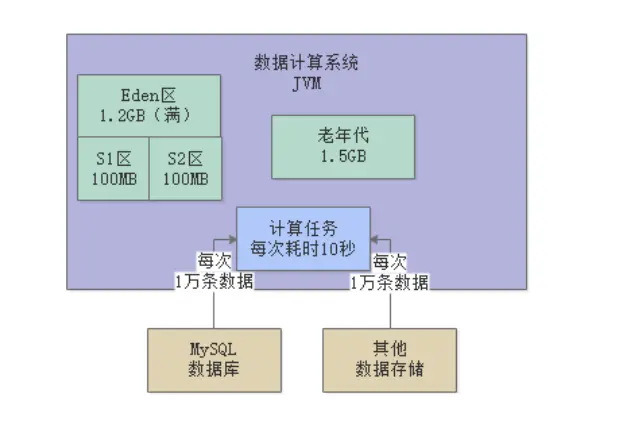 数据计算系统
JVM
Eden区
1.2GB（满）
S1区
100MB
S2区
100MB
老年代
1.5GB
计算任务
每次耗时10秒
每次
1万条数据
每次
1万条数据
MySQL
数据库
其他
数据存储